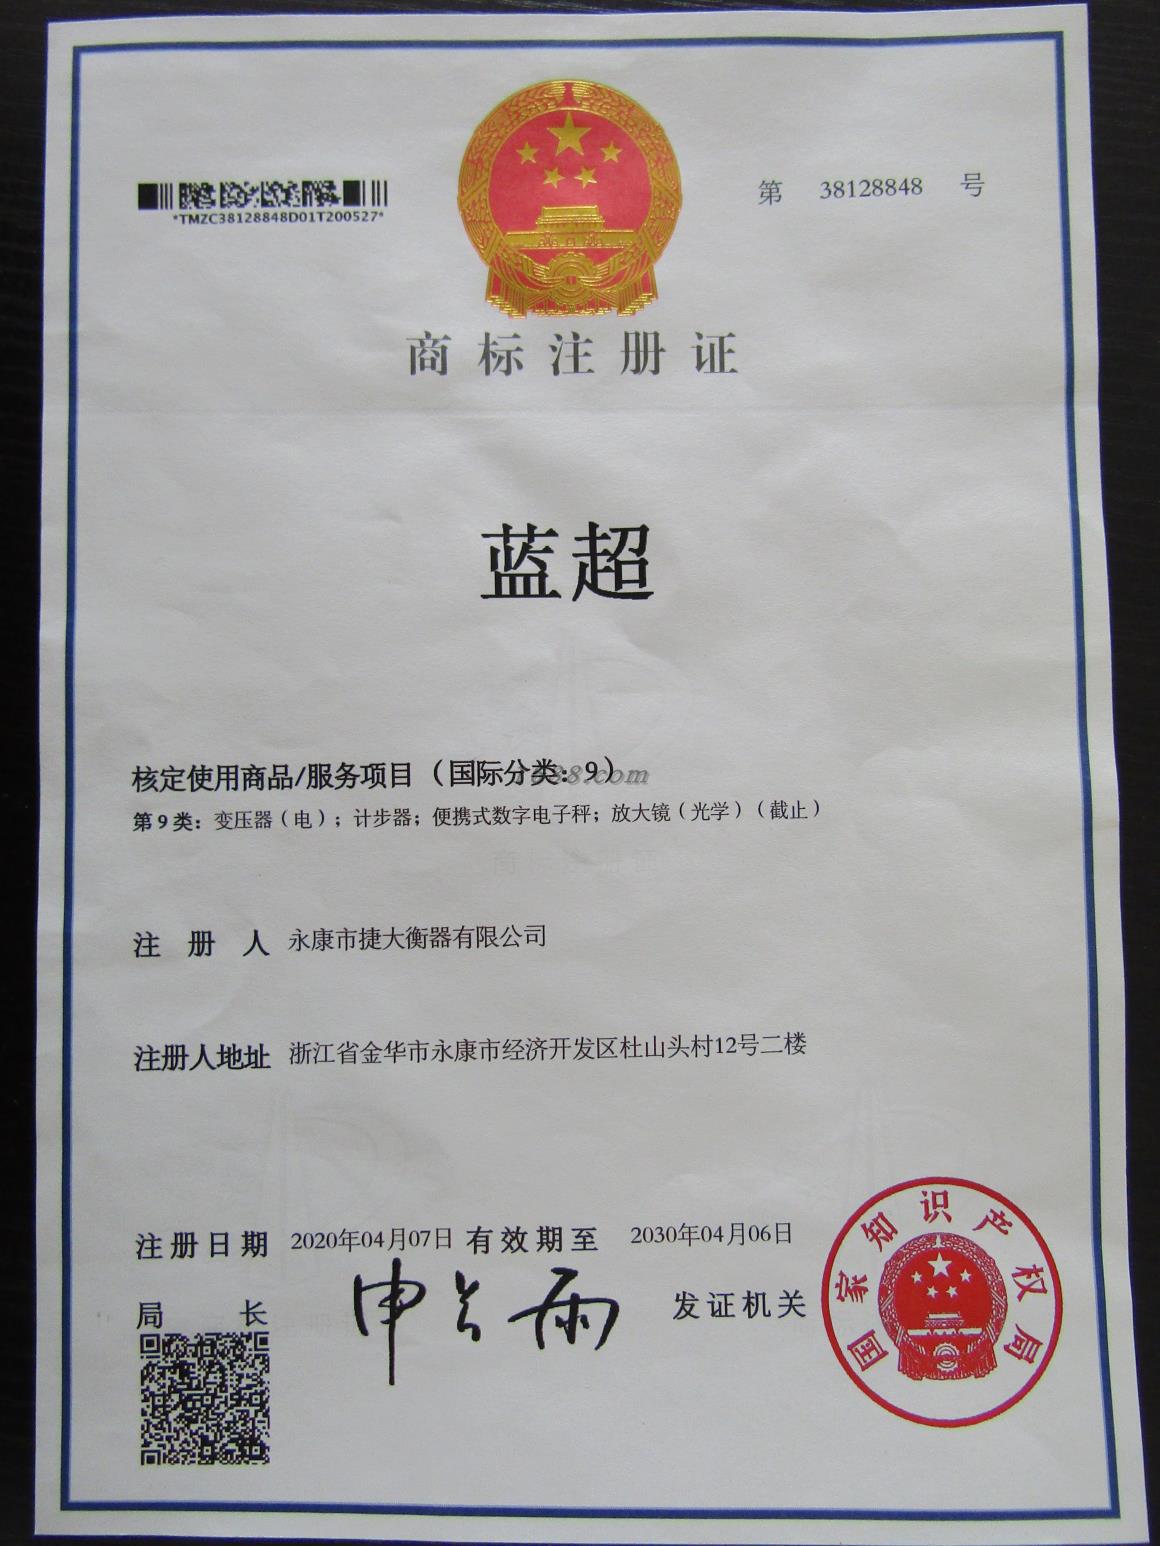 第 38128848 号
*TMZC38128848D01T200527*
商标注册证
蓝超
核定使用商品/服务项目（国际分类：9）
1688.com
第9类：变压器（电）；计步器；便携式数字电子秤；放大镜（光学）（截止）
注册人 永康市捷大衡器有限公司
注册人地址 浙江省金华市永康市经济开发区杜山头村12号二楼
注册日期 2020年04月07日 有效期至 2030年04月06日
局长 申长雨 发证机关
国家知识产权局